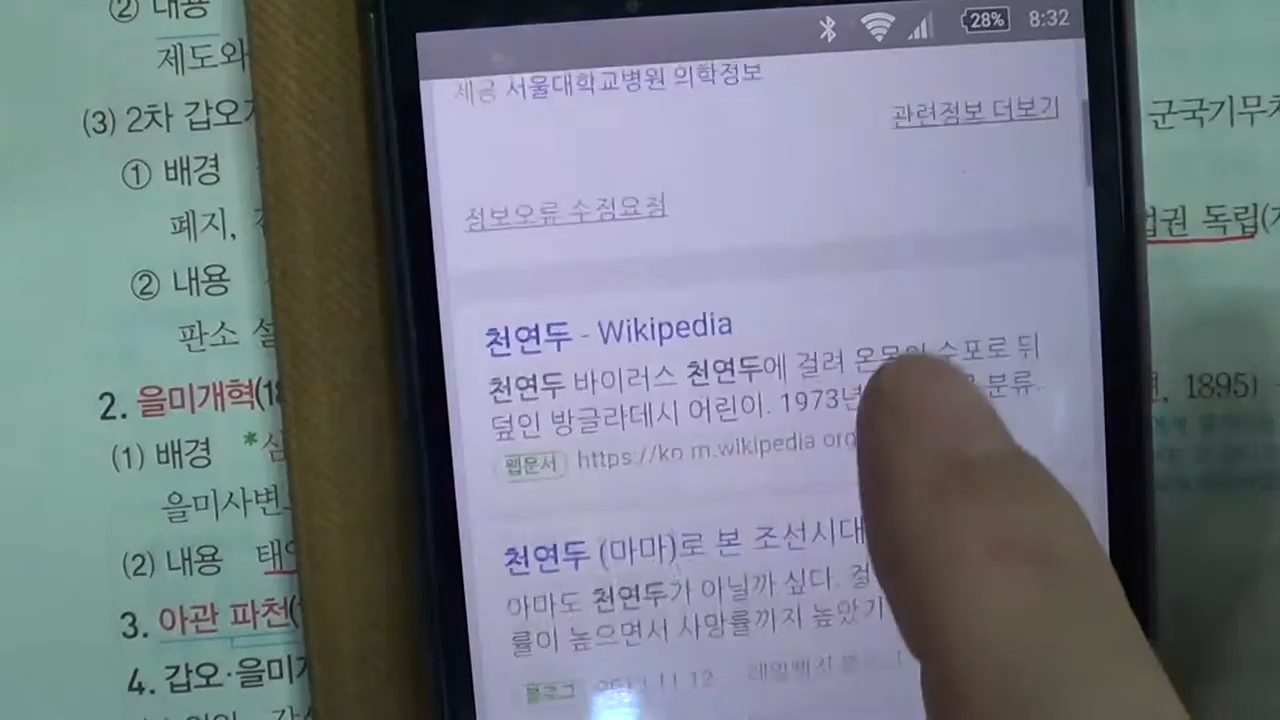 ② 내용
제도와
(3) 2차 갑오
① 배경
폐지,
② 내용
판소
2. 을미개혁(18
(1) 배경 *심
을미사변
(2) 내용 태
3. 아관 파천(
4. 갑오·을미
28% 8:32
서울대학교병원 의학정보
관련정보 더보기
정보오류 수정요청
천연두 - Wikipedia
천연두 바이러스 천연두에 걸려 온몸이 수포로 뒤
덮인 방글라데시 어린이. 1973년 분류.
웹문서 https://ko.m.wikipedia.org
천연두 (마마)로 본 조선시대
아마도 천연두가 아닐까 싶다. 걸
률이 높으면서 사망률까지 높았기
블로그
군국기무처
독립(
1895)